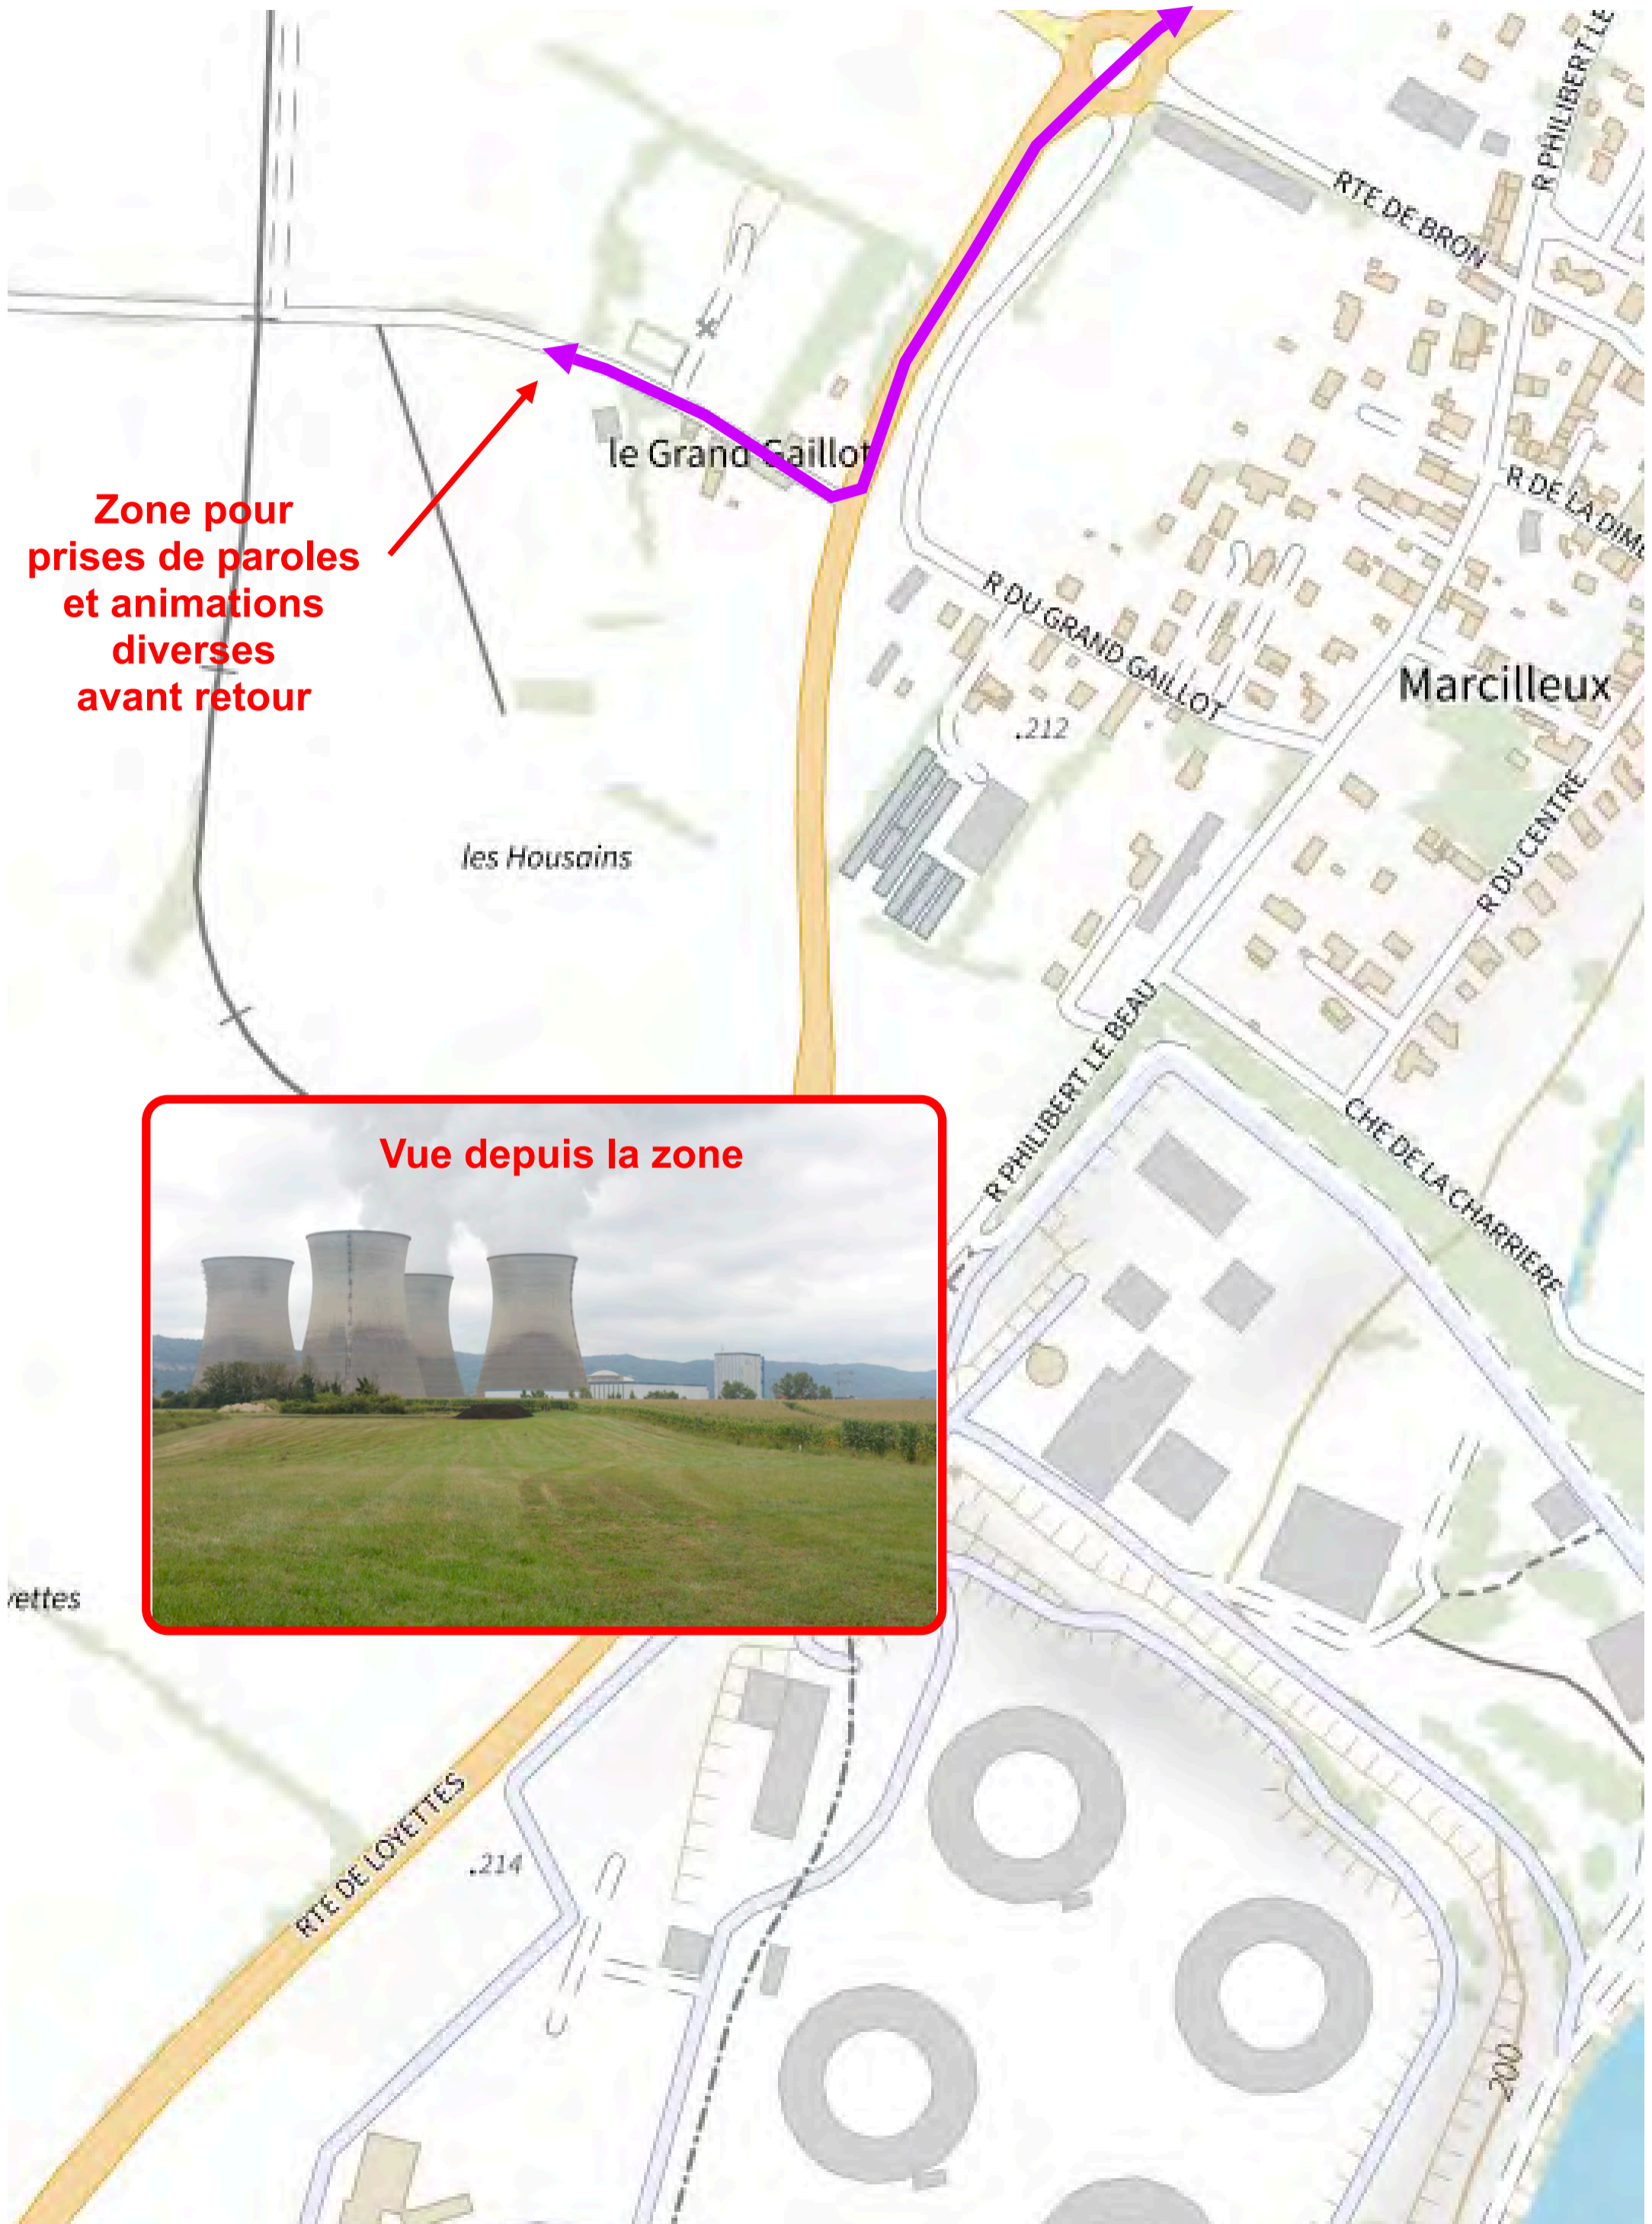 R PHILIBERT LE
RTE DE BRON
le Grand Gaillot
R DE LA DIM
Zone pour
prises de paroles
et animations
diverses
avant retour
R DU GRAND GAILLOT
Marcilleux
.212
les Housains
R DU CENTRE
R PHILIBERT LE BEAU
CHE DE LA CHARRIERE
Vue depuis la zone
yettes
RTE DE LOYETTES
.214
200